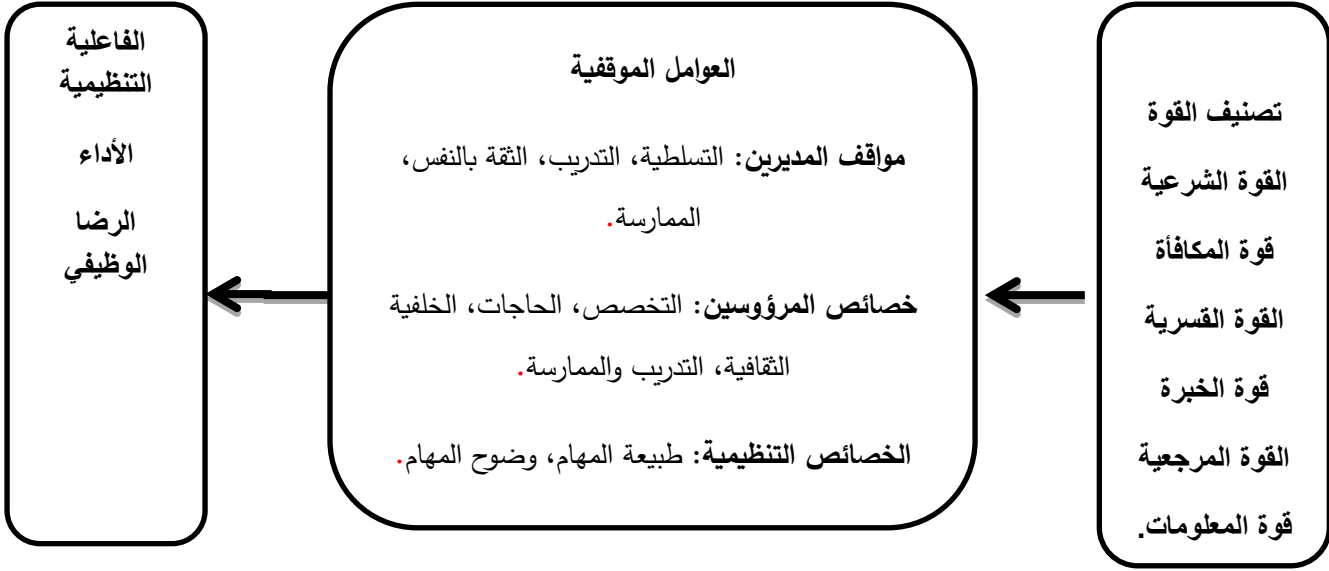 تصنيف القوة
القوة الشرعية
قوة المكافأة
القوة القسرية
قوة الخبرة
القوة المرجعية
قوة المعلومات.
العوامل الموقفية
مواقف المديرين: التسلطية، التدريب، الثقة بالنفس،
الممارسة.
خصائص المرؤوسين: التخصص، الحاجات، الخلفية
الثقافية، التدريب والممارسة.
الخصائص التنظيمية: طبيعة المهام، وضوح المهام.
الفاعلية
التنظيمية
الأداء
الرضا
الوظيفي